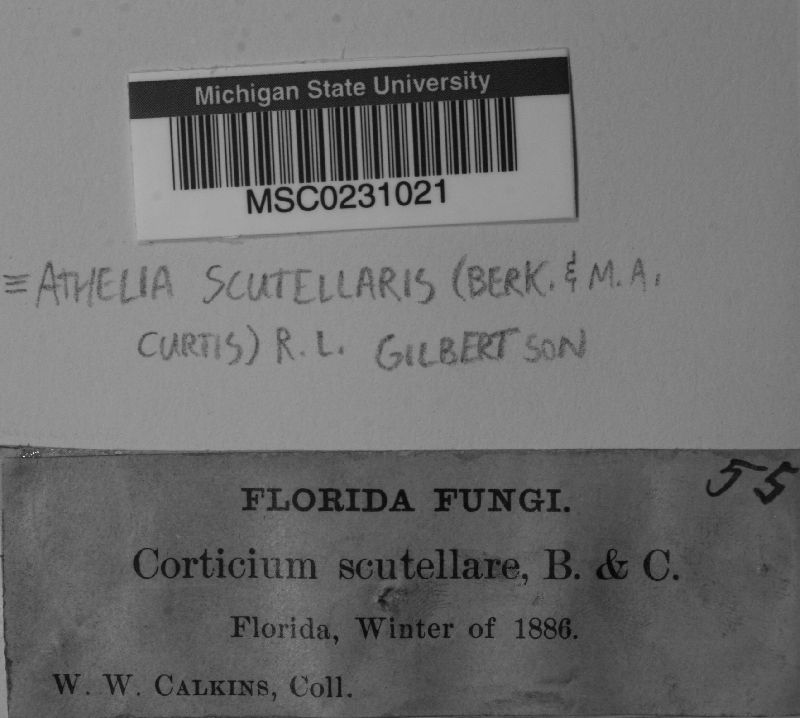 Michigan State University
MSC0231021
≡ ATHELIA SCUTELLARIS (BERK. & M.A.
CURTIS) R.L. GILBERTSON
55
FLORIDA FUNGI.
Corticium scutellare, B. & C.
Florida, Winter of 1886.
W. W. CALKINS, Coll.